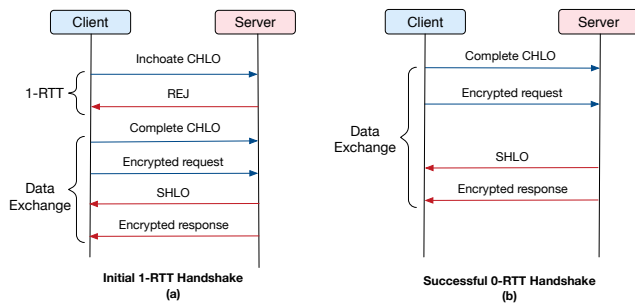 Client
Server
Inchoate CHLO
1-RTT
REJ
Complete CHLO
Encrypted request
Data
Exchange
SHLO
Encrypted response
Initial 1-RTT Handshake
(a)
Client
Server
Complete CHLO
Encrypted request
Data
Exchange
SHLO
Encrypted response
Successful 0-RTT Handshake
(b)